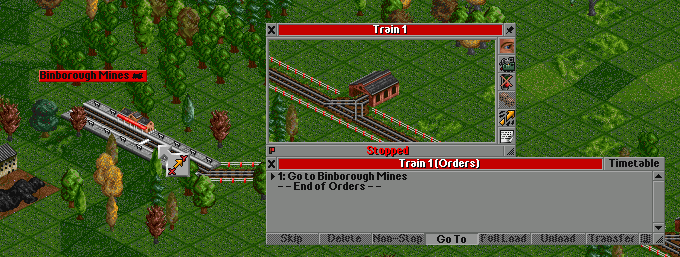 Train 1
Binborough Mines
Stopped
Train 1 (Orders)
Timetable
1: Go to Binborough Mines
- - End of Orders - -
Skip
Delete
Non-Stop
Go To
Full Load
Unload
Transfer